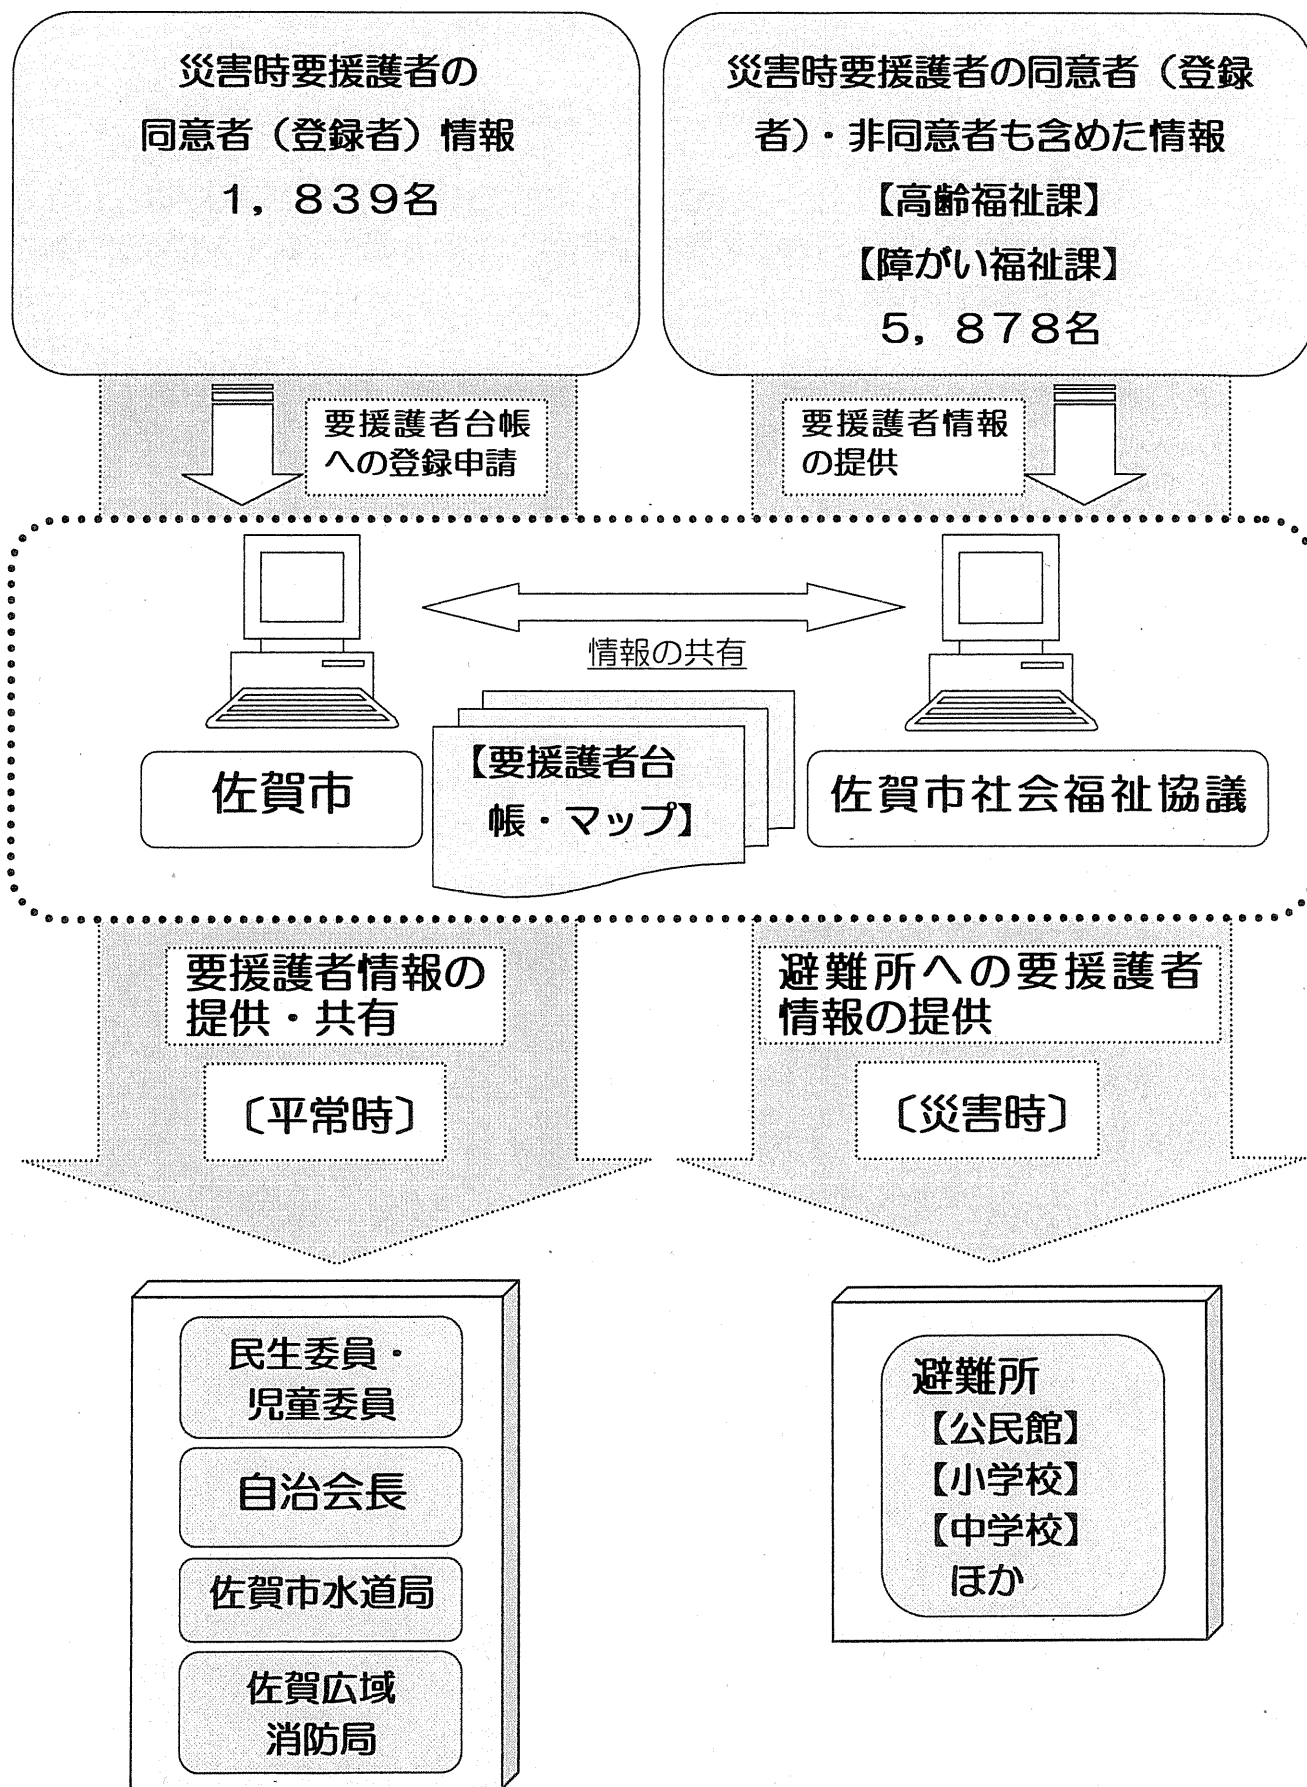 災害時要援護者の
同意者（登録者）情報
１，８３９名
災害時要援護者の同意者（登録
者）・非同意者も含めた情報
【高齢福祉課】
【障がい福祉課】
５，８７８名
要援護者台帳
への登録申請
要援護者情報
の提供
情報の共有
佐賀市
【要援護者台
帳・マップ】
佐賀市社会福祉協議
要援護者情報の
提供・共有
〔平常時〕
避難所への要援護者
情報の提供
〔災害時〕
民生委員・
児童委員
自治会長
佐賀市水道局
佐賀広域
消防局
避難所
【公民館】
【小学校】
【中学校】
ほか